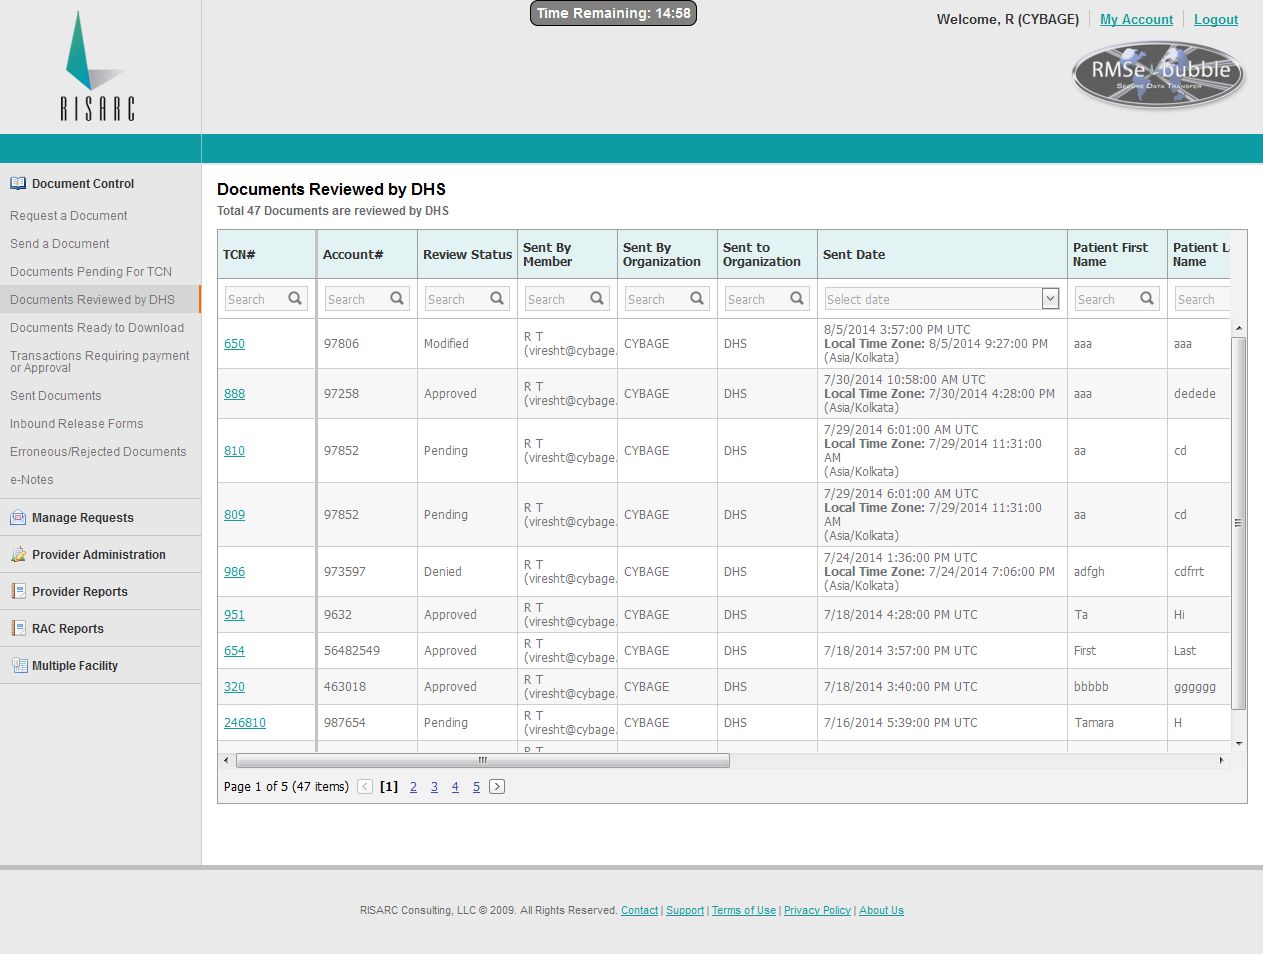 Time Remaining: 14:58
Welcome, R (CYBAGE) My Account Logout
RISARC
RMSe bubble
SECURE DATA TRANSFER
Document Control
Request a Document
Send a Document
Documents Pending For TCN
Documents Reviewed by DHS
Documents Ready to Download
Transactions Requiring payment
or Approval
Sent Documents
Inbound Release Forms
Erroneous/Rejected Documents
e-Notes
Manage Requests
Provider Administration
Provider Reports
RAC Reports
Multiple Facility
Documents Reviewed by DHS
Total 47 Documents are reviewed by DHS
TCN# Account# Review Status Sent By Member Sent By Organization Sent to Organization Sent Date Patient First Name Patient L Name
Search Search Search Search Search Search Select date Search Search
650 97806 Modified R T (viresht@cybage. CYBAGE DHS 8/5/2014 3:57:00 PM UTC Local Time Zone: 8/5/2014 9:27:00 PM (Asia/Kolkata) aaa aaa
888 97258 Approved R T (viresht@cybage. CYBAGE DHS 7/30/2014 10:58:00 AM UTC Local Time Zone: 7/30/2014 4:28:00 PM (Asia/Kolkata) aaa dedede
810 97852 Pending R T (viresht@cybage. CYBAGE DHS 7/29/2014 6:01:00 AM UTC Local Time Zone: 7/29/2014 11:31:00 AM (Asia/Kolkata) aa cd
809 97852 Pending R T (viresht@cybage. CYBAGE DHS 7/29/2014 6:01:00 AM UTC Local Time Zone: 7/29/2014 11:31:00 AM (Asia/Kolkata) aa cd
986 973597 Denied R T (viresht@cybage. CYBAGE DHS 7/24/2014 1:36:00 PM UTC Local Time Zone: 7/24/2014 7:06:00 PM (Asia/Kolkata) adfgh cdfrrt
951 9632 Approved R T (viresht@cybage. CYBAGE DHS 7/18/2014 4:28:00 PM UTC Ta Hi
654 56482549 Approved R T (viresht@cybage. CYBAGE DHS 7/18/2014 3:57:00 PM UTC First Last
320 463018 Approved R T (viresht@cybage. CYBAGE DHS 7/18/2014 3:40:00 PM UTC bbbbb gggggg
246810 987654 Pending R T (viresht@cybage. CYBAGE DHS 7/16/2014 5:39:00 PM UTC Tamara H
Page 1 of 5 (47 items) < [1] 2 3 4 5 >
RISARC Consulting, LLC © 2009. All Rights Reserved. Contact | Support | Terms of Use | Privacy Policy | About Us